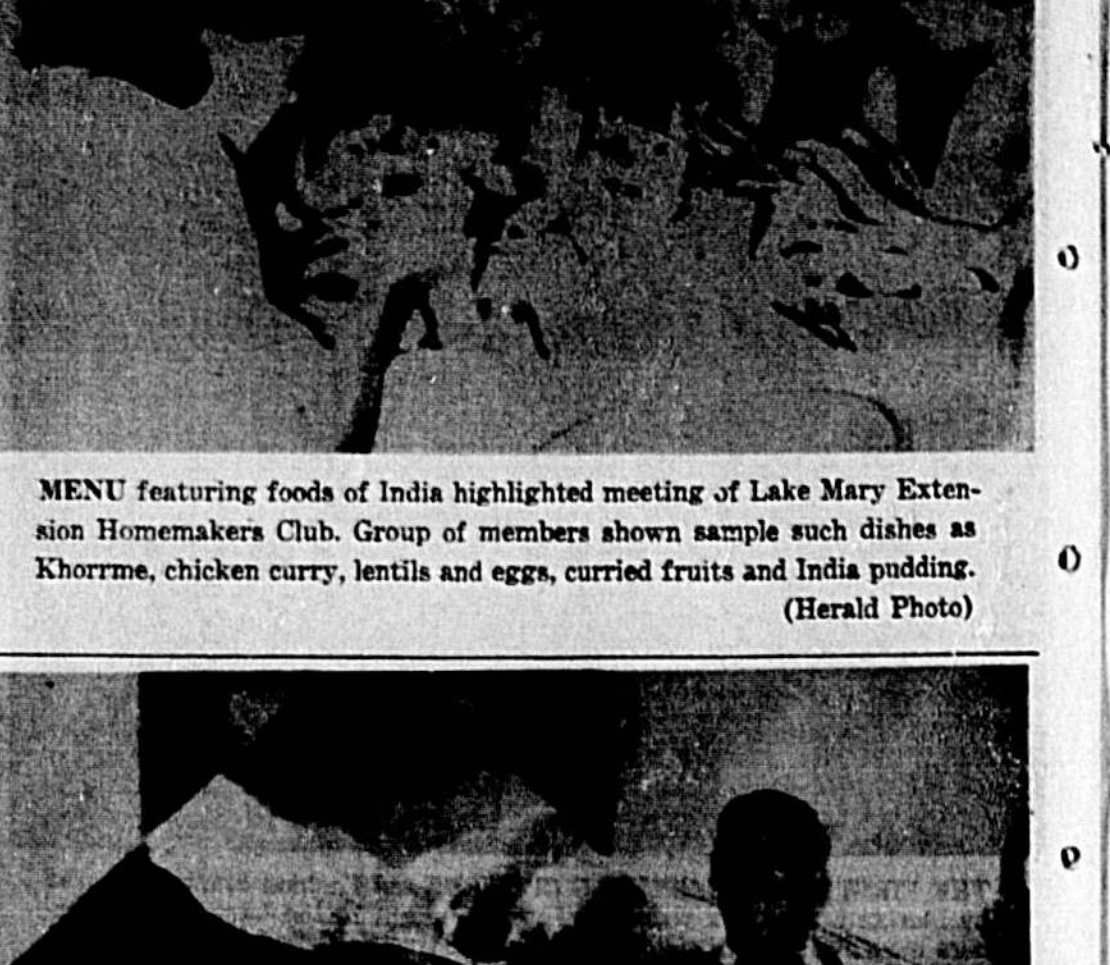 MENU featuring foods of India highlighted meeting of Lake Mary Exten-
sion Homemakers Club. Group of members shown sample such dishes as
Khorrme, chicken curry, lentils and eggs, curried fruits and India pudding.
(Herald Photo)